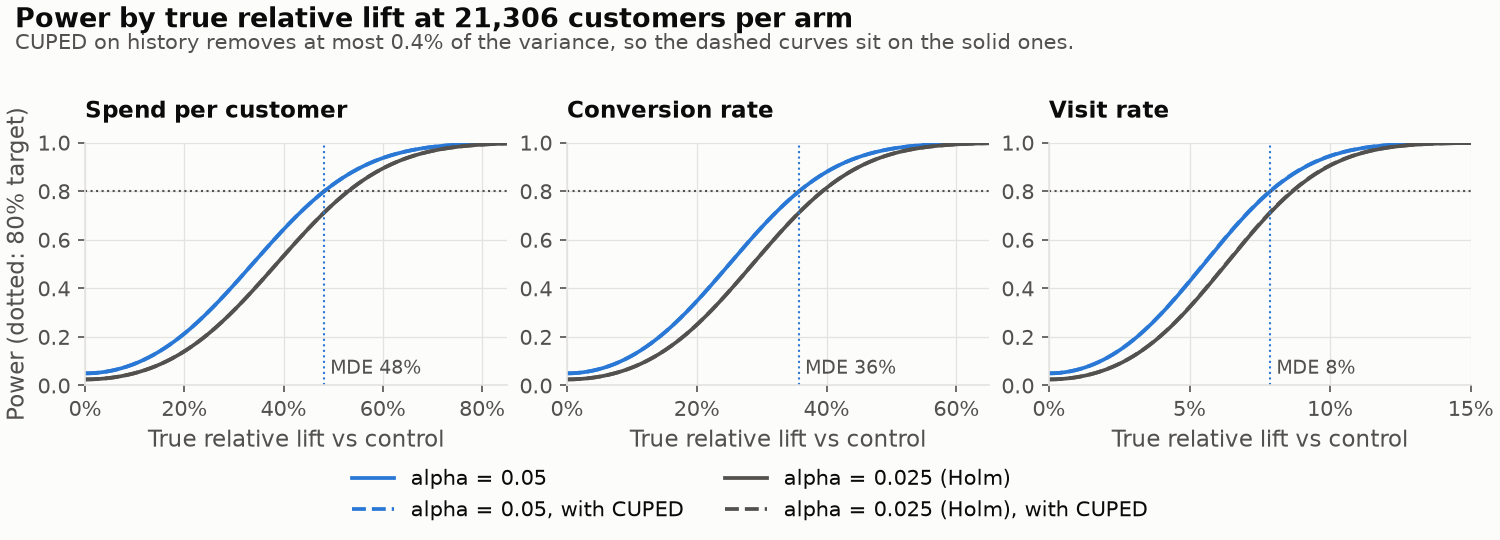 Power by true relative lift at 21,306 customers per arm
CUPED on history removes at most 0.4% of the variance, so the dashed curves sit on the solid ones.
Power (dotted: 80% target)
Spend per customer
1.0
0.8
0.6
0.4
0.2
0.0
MDE 48%
0% 20% 40% 60% 80%
True relative lift vs control
Conversion rate
1.0
0.8
0.6
0.4
0.2
0.0
MDE 36%
0% 20% 40% 60%
True relative lift vs control
Visit rate
1.0
0.8
0.6
0.4
0.2
0.0
MDE 8%
0% 5% 10% 15%
True relative lift vs control
alpha = 0.05
alpha = 0.05, with CUPED
alpha = 0.025 (Holm)
alpha = 0.025 (Holm), with CUPED